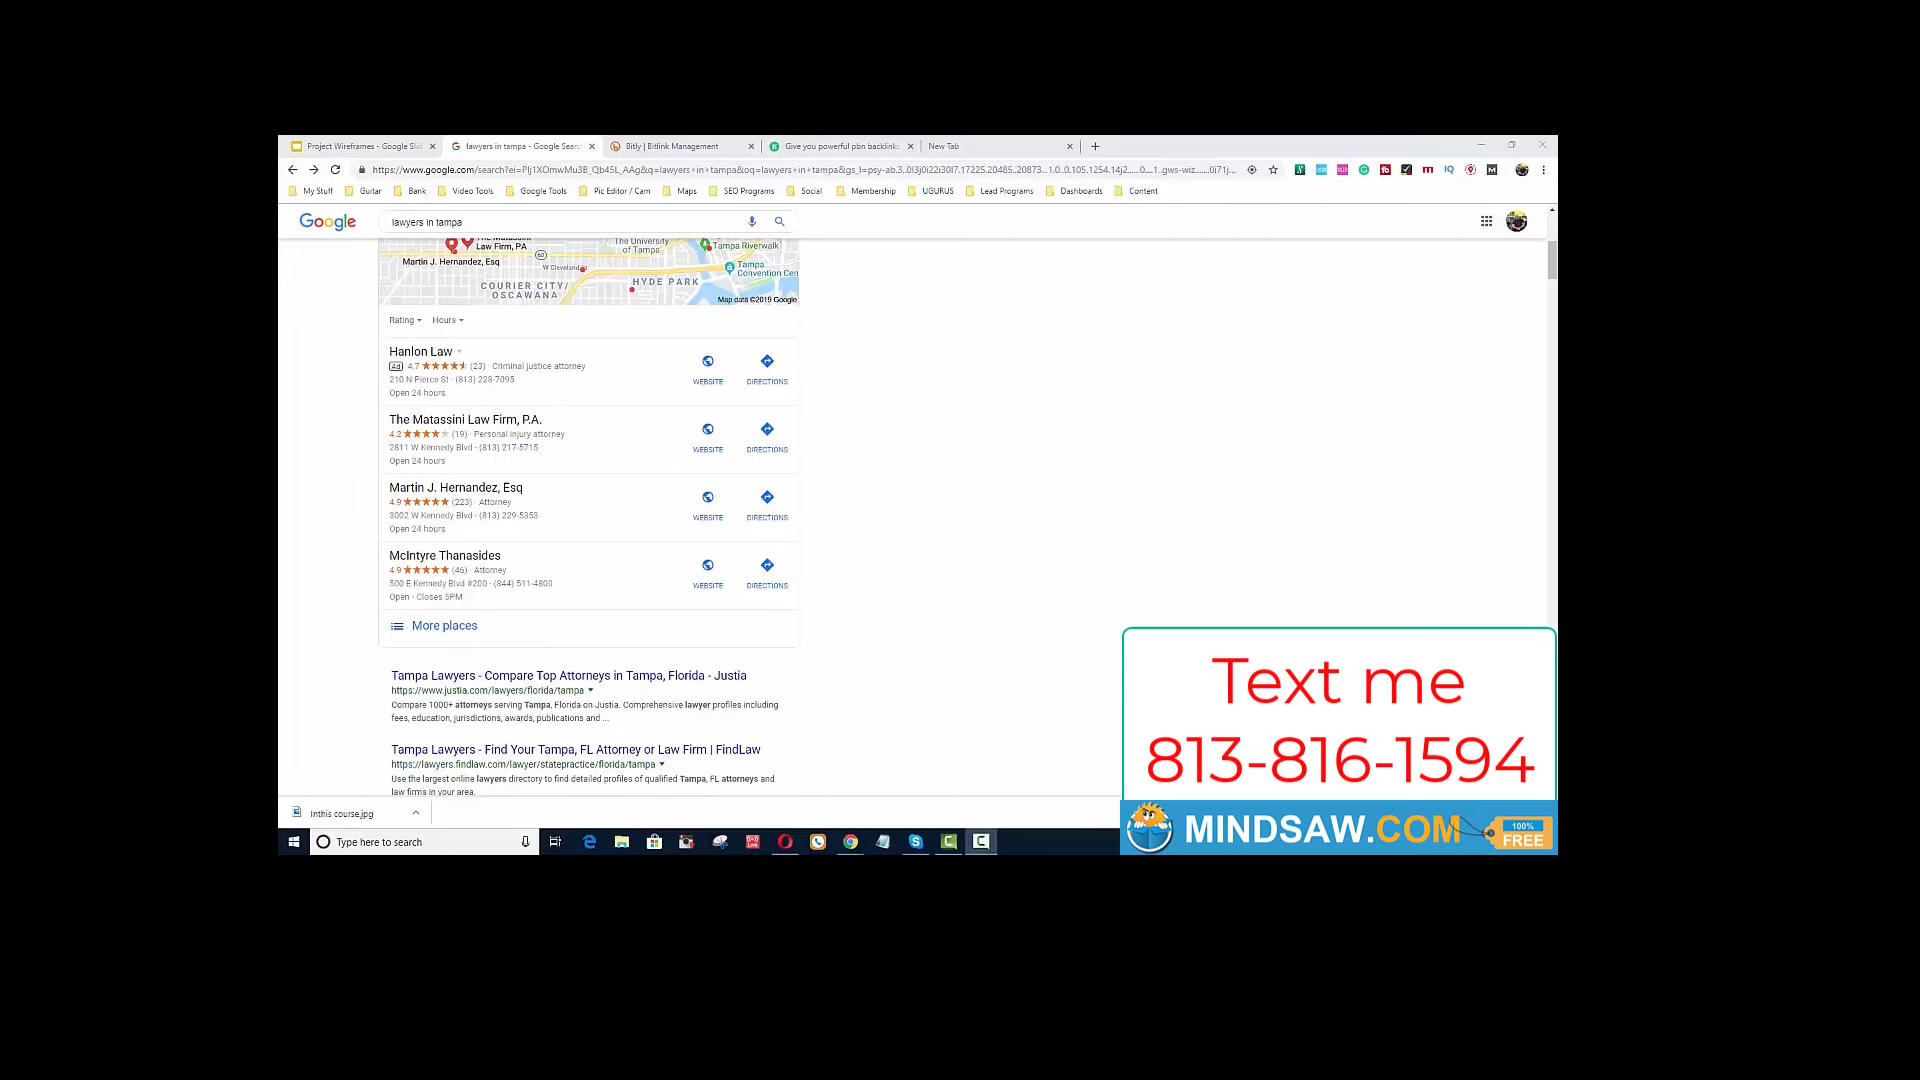 Project Wireframes - Google Slid
lawyers in tampa - Google Searc
Bitly | Bitlink Management
Give you powerful pbn backlinks
New Tab
My Stuff
Guitar
Bank
Video Tools
Google Tools
Pic Editor / Cam
Maps
SEO Programs
Social
Membership
UGURUS
Lead Programs
Dashboards
Content
Google
lawyers in tampa
Law Firm, PA
Martin J. Hernandez, Esq
60
W Cleveland
The University
of Tampa
Tampa Riverwalk
Tampa
Convention Cen
COURIER CITY/
OSCAWANA
HYDE PARK
Map data ©2019 Google
Rating
Hours
Hanlon Law
Ad 4.7 (23) · Criminal justice attorney
210 N Pierce St · (813) 228-7095
Open 24 hours
WEBSITE
DIRECTIONS
The Matassini Law Firm, P.A.
4.2 (19) · Personal injury attorney
2811 W Kennedy Blvd · (813) 217-5715
Open 24 hours
WEBSITE
DIRECTIONS
Martin J. Hernandez, Esq
4.9 (223) · Attorney
3002 W Kennedy Blvd · (813) 229-5353
Open 24 hours
WEBSITE
DIRECTIONS
McIntyre Thanasides
4.9 (46) · Attorney
500 E Kennedy Blvd #200 · (844) 511-4800
Open · Closes 5PM
WEBSITE
DIRECTIONS
More places
Tampa Lawyers - Compare Top Attorneys in Tampa, Florida - Justia
https://www.justia.com/lawyers/florida/tampa
Compare 1000+ attorneys serving Tampa, Florida on Justia. Comprehensive lawyer profiles including
fees, education, jurisdictions, awards, publications and ...
Tampa Lawyers - Find Your Tampa, FL Attorney or Law Firm | FindLaw
https://lawyers.findlaw.com/lawyer/statepractice/florida/tampa
Use the largest online lawyers directory to find detailed profiles of qualified Tampa, FL attorneys and
law firms in your area.
Text me
813-816-1594
MINDSAW.COM
100%
FREE
Inthis course.jpg
Type here to search